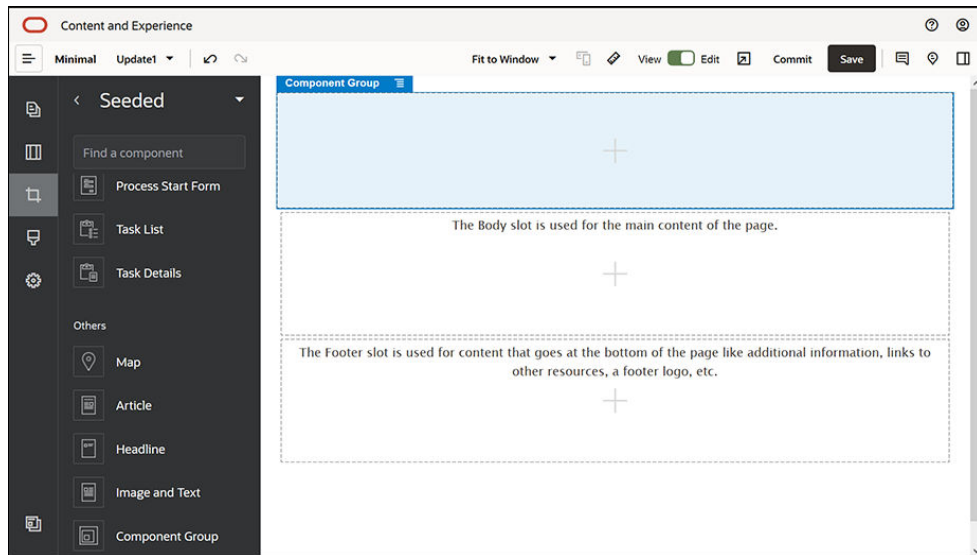 Content and Experience
Minimal
Update1
Fit to Window
View
Edit
Commit
Save
Seeded
Find a component
Process Start Form
Task List
Task Details
Others
Map
Article
Headline
Image and Text
Component Group
Component Group
The Body slot is used for the main content of the page.
The Footer slot is used for content that goes at the bottom of the page like additional information, links to
other resources, a footer logo, etc.